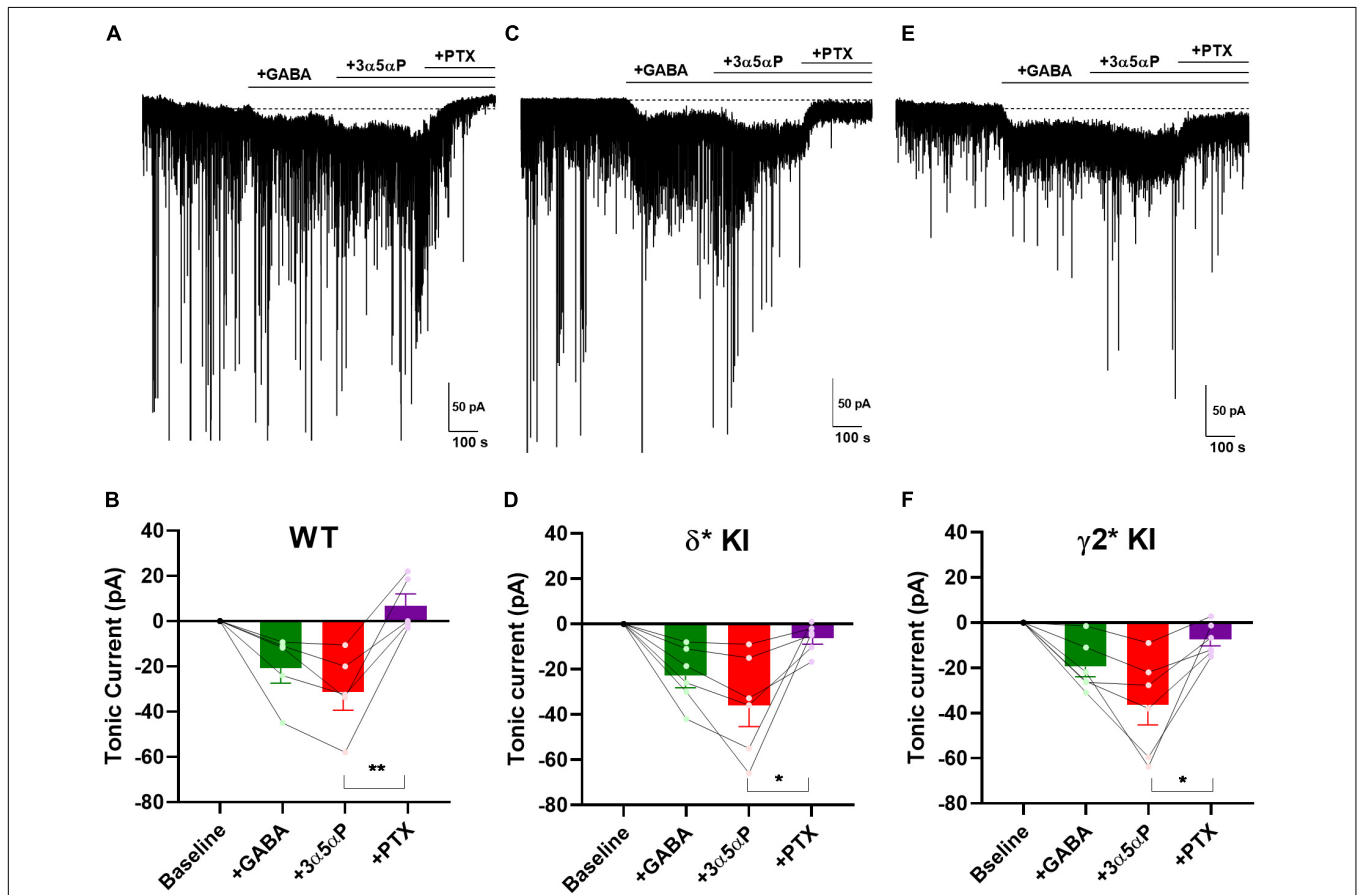 A
+GABA
+3α5αP
+PTX
50 pA
100 s
C
+GABA
+3α5αP
+PTX
50 pA
100 s
E
+GABA
+3α5αP
+PTX
50 pA
100 s
B
WT
Tonic Current (pA)
40
20
0
-20
-40
-60
-80
**
Baseline
+GABA
+3α5αP
+PTX
D
δ* KI
Tonic current (pA)
40
20
0
-20
-40
-60
-80
*
Baseline
+GABA
+3α5αP
+PTX
F
γ2* KI
Tonic current (pA)
40
20
0
-20
-40
-60
-80
*
Bseline
+GABA
+3α5αP
+PTX